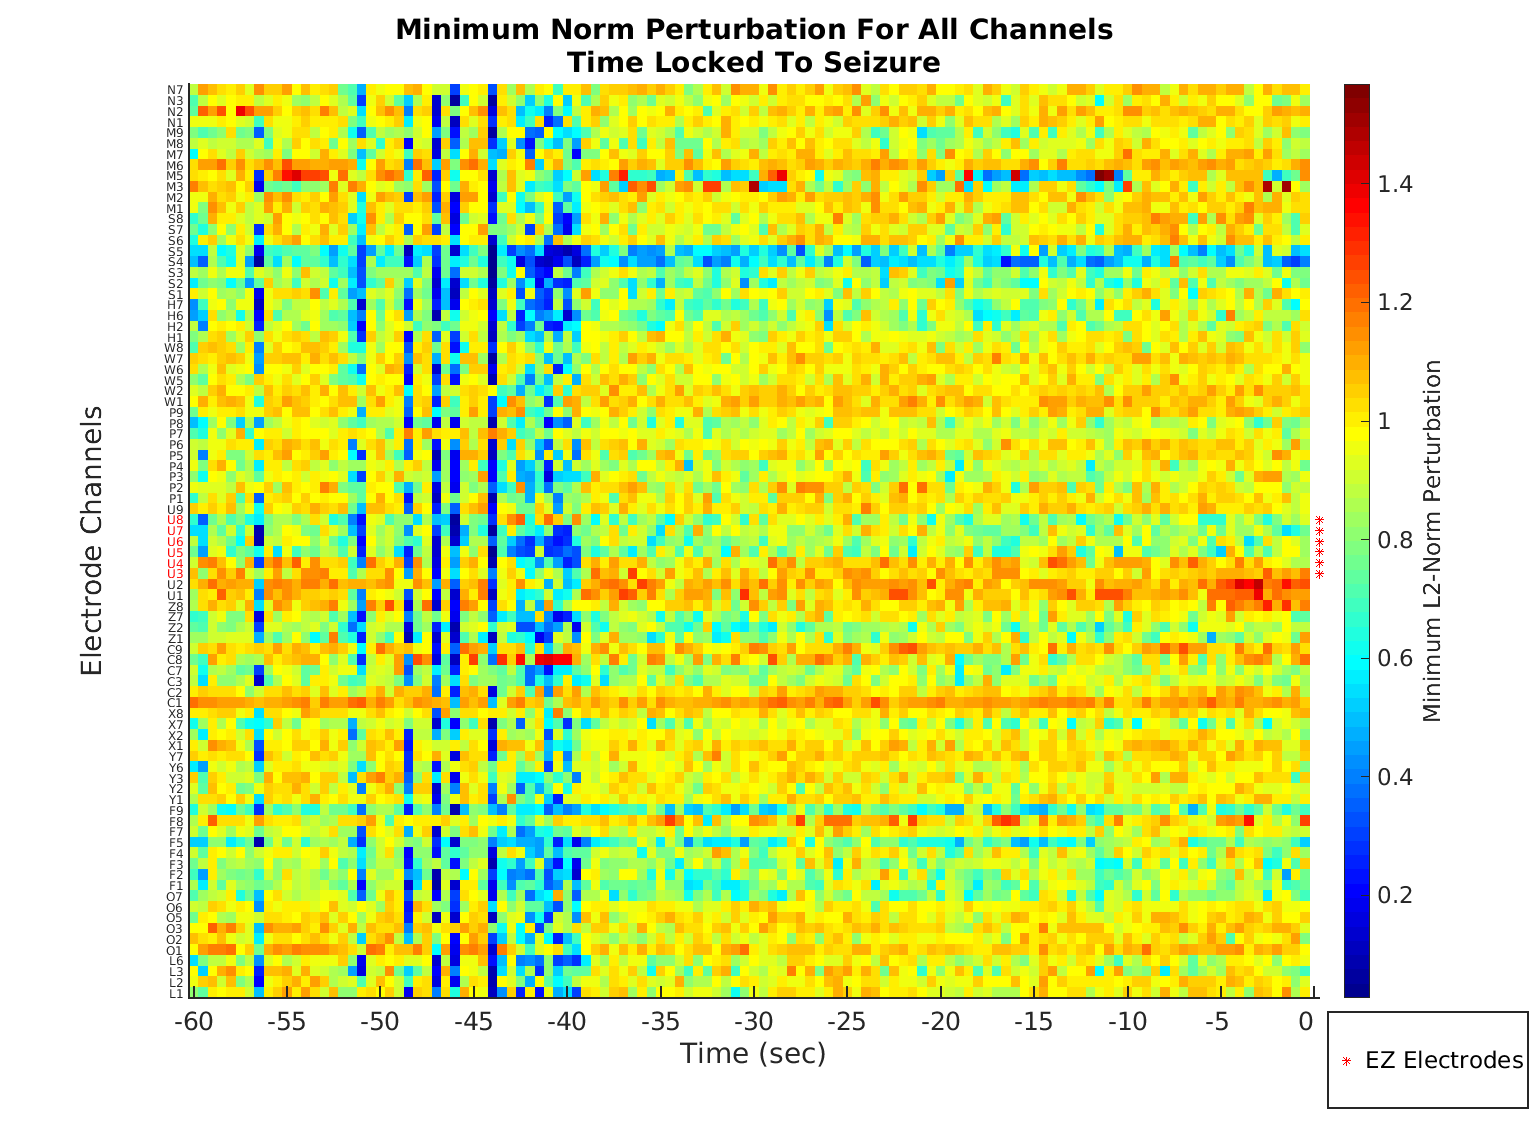 Minimum Norm Perturbation For All Channels
Time Locked To Seizure
Electrode Channels
N7
N3
N2
N1
M9
M8
M7
M6
M5
M3
M2
M1
S8
S7
S6
S5
S4
S3
S2
S1
H7
H6
H2
H1
W8
W7
W6
W5
W2
W1
P9
P8
P7
P6
P5
P4
P3
P2
P1
U9
U8
U7
U6
U5
U4
U3
U2
U1
Z8
Z7
Z2
Z1
C9
C8
C7
C3
C2
C1
X8
X7
X2
X1
Y7
Y6
Y3
Y2
Y1
F9
F8
F7
F5
F4
F3
F2
F1
O7
O6
O5
O3
O2
O1
L6
L3
L2
L1
-60 -55 -50 -45 -40 -35 -30 -25 -20 -15 -10 -5 0
Time (sec)
1.4
1.2
1
0.8
0.6
0.4
0.2
Minimum L2-Norm Perturbation
EZ Electrodes